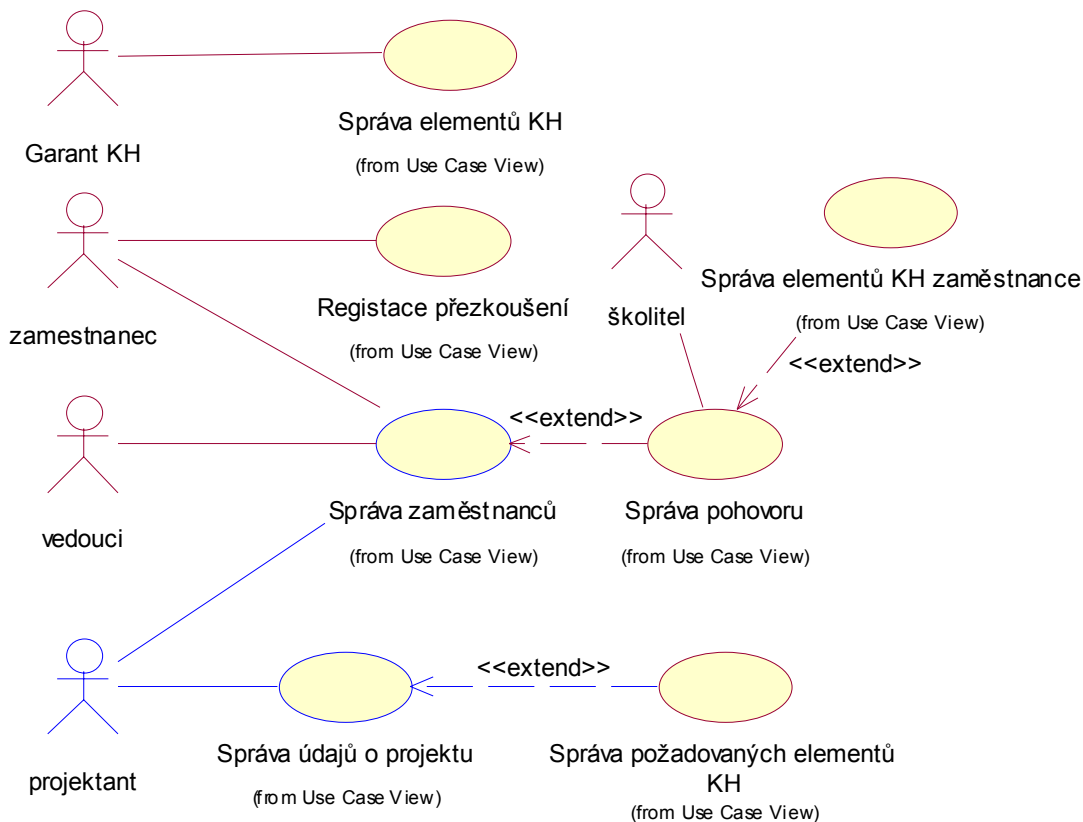 Garant KH
Správa elementů KH
(from Use Case View)
zamestnanec
Registace přezkoušení
(from Use Case View)
školitel
Správa elementů KH zaměstnance
(from Use Case View)
<<extend>>
vedouci
Správa zaměstnanců
(from Use Case View)
<<extend>>
Správa pohovoru
(from Use Case View)
projektant
Správa údajů o projektu
(from Use Case View)
<<extend>>
Správa požadovaných elementů
KH
(from Use Case View)